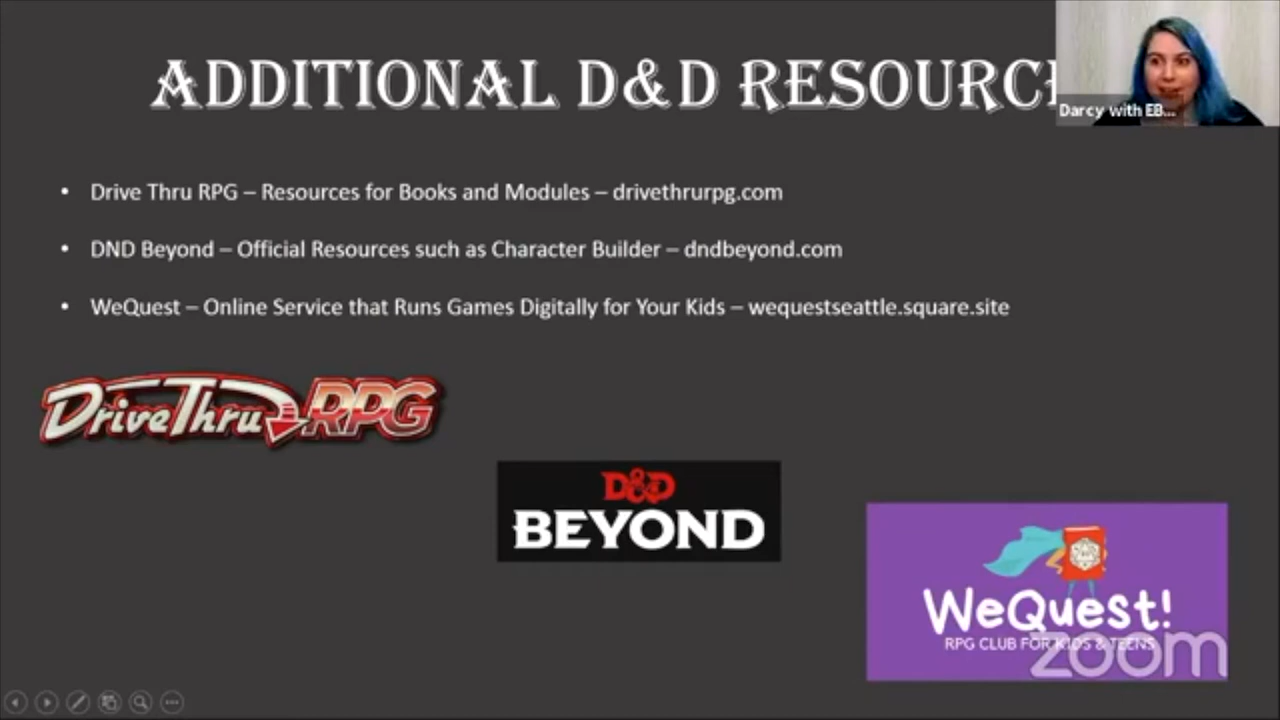 ADDITIONAL D&D RESOURC
Darcy with EB...
• Drive Thru RPG – Resources for Books and Modules – drivethrurpg.com
• DND Beyond – Official Resources such as Character Builder – dndbeyond.com
• WeQuest – Online Service that Runs Games Digitally for Your Kids – wequestseattle.square.site
DriveThru RPG
D&D
BEYOND
WeQuest!
RPG CLUB FOR KIDS & TEENS
zoom